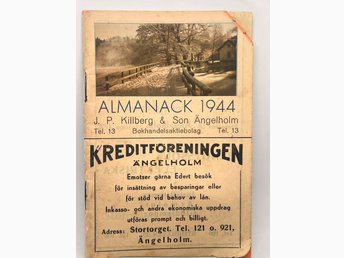 ALMANACK 1944
J. P. Killberg & Son Ängelholm
Tel. 13 Bokhandelsaktiebolag Tel. 13
KREDITFÖRENINGEN
ÄNGELHOLM
Emotser gärna Edert besök
för insättning av besparingar eller
för stöd vid behov av lån.
Inkasso- och andra ekonomiska uppdrag
utföras prompt och billigt.
Adress: Stortorget. Tel. 121 o. 921,
Ängelholm.